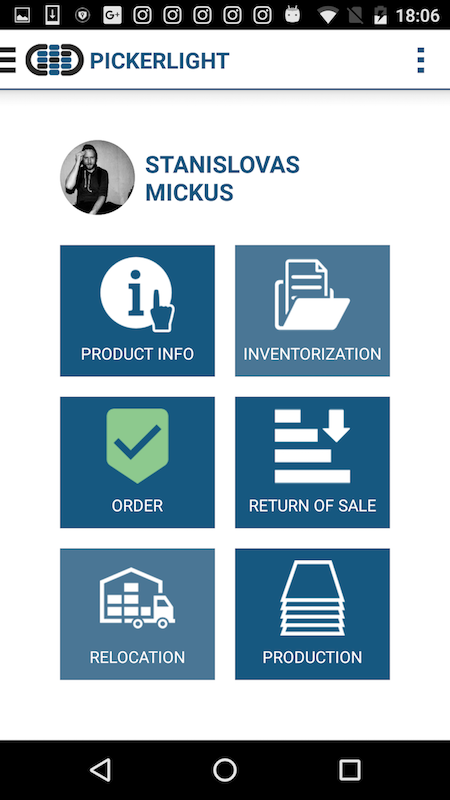 18:06
PICKERLIGHT
STANISLOVAS
MICKUS
PRODUCT INFO
INVENTORIZATION
ORDER
RETURN OF SALE
RELOCATION
PRODUCTION